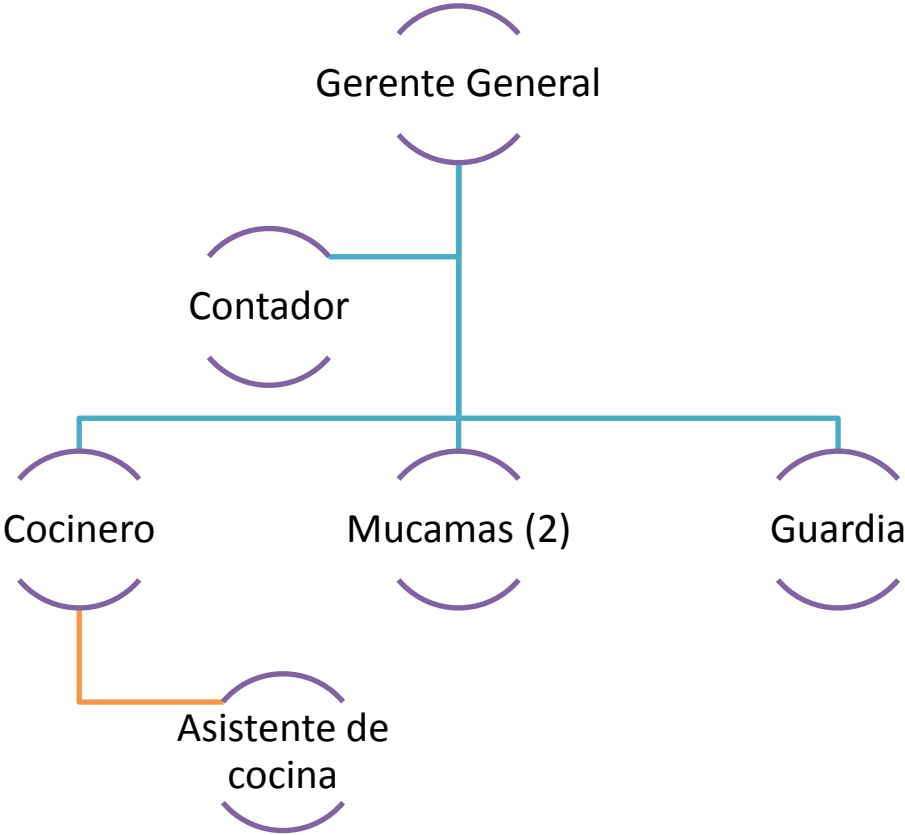 Gerente General
Contador
Cocinero
Mucamas (2)
Guardia
Asistente de
cocina